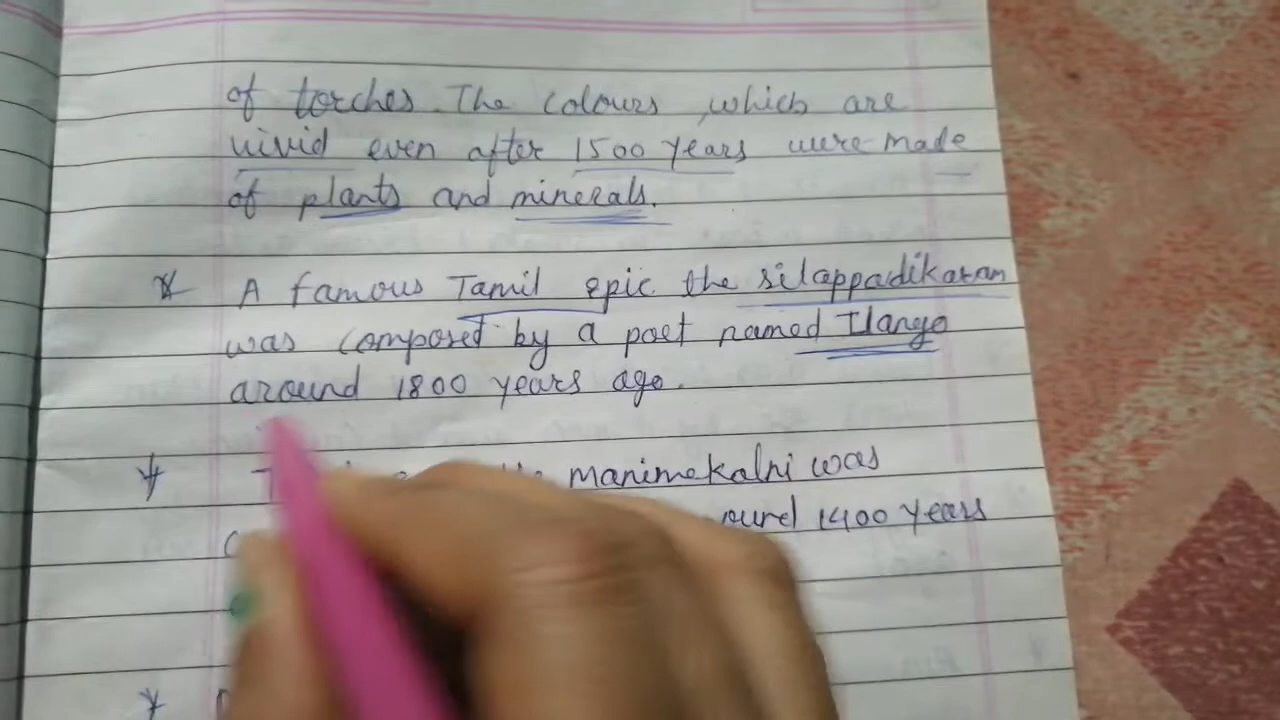 of torches. The colours, which are
vivid even after 1500 years were made
of plants and minerals.
* A famous Tamil epic the silappadikaram
was composed by a poet named Ilango
around 1800 years ago.
* manimekalai was
1400 years
*